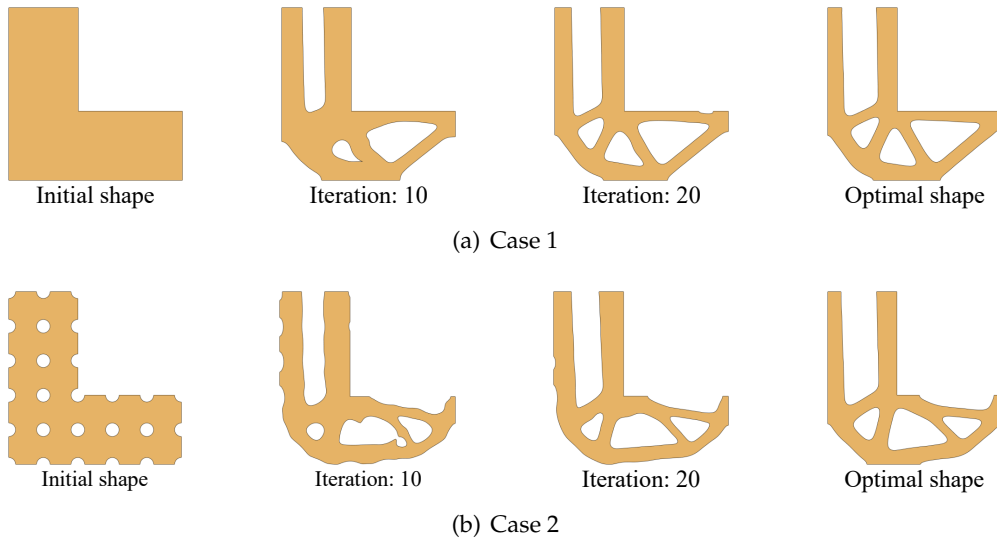 Initial shape Iteration: 10 Iteration: 20 Optimal shape
(a) Case 1
Initial shape Iteration: 10 Iteration: 20 Optimal shape
(b) Case 2